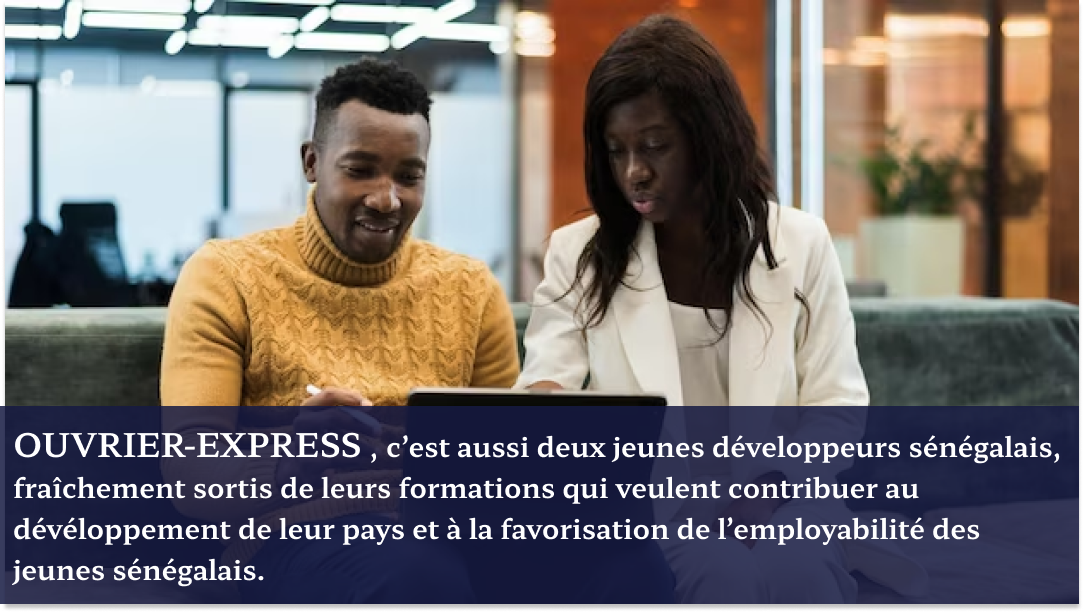 OUVRIER-EXPRESS , c’est aussi deux jeunes développeurs sénégalais,
fraîchement sortis de leurs formations qui veulent contribuer au
dévéloppement de leur pays et à la favorisation de l’employabilité des
jeunes sénégalais.